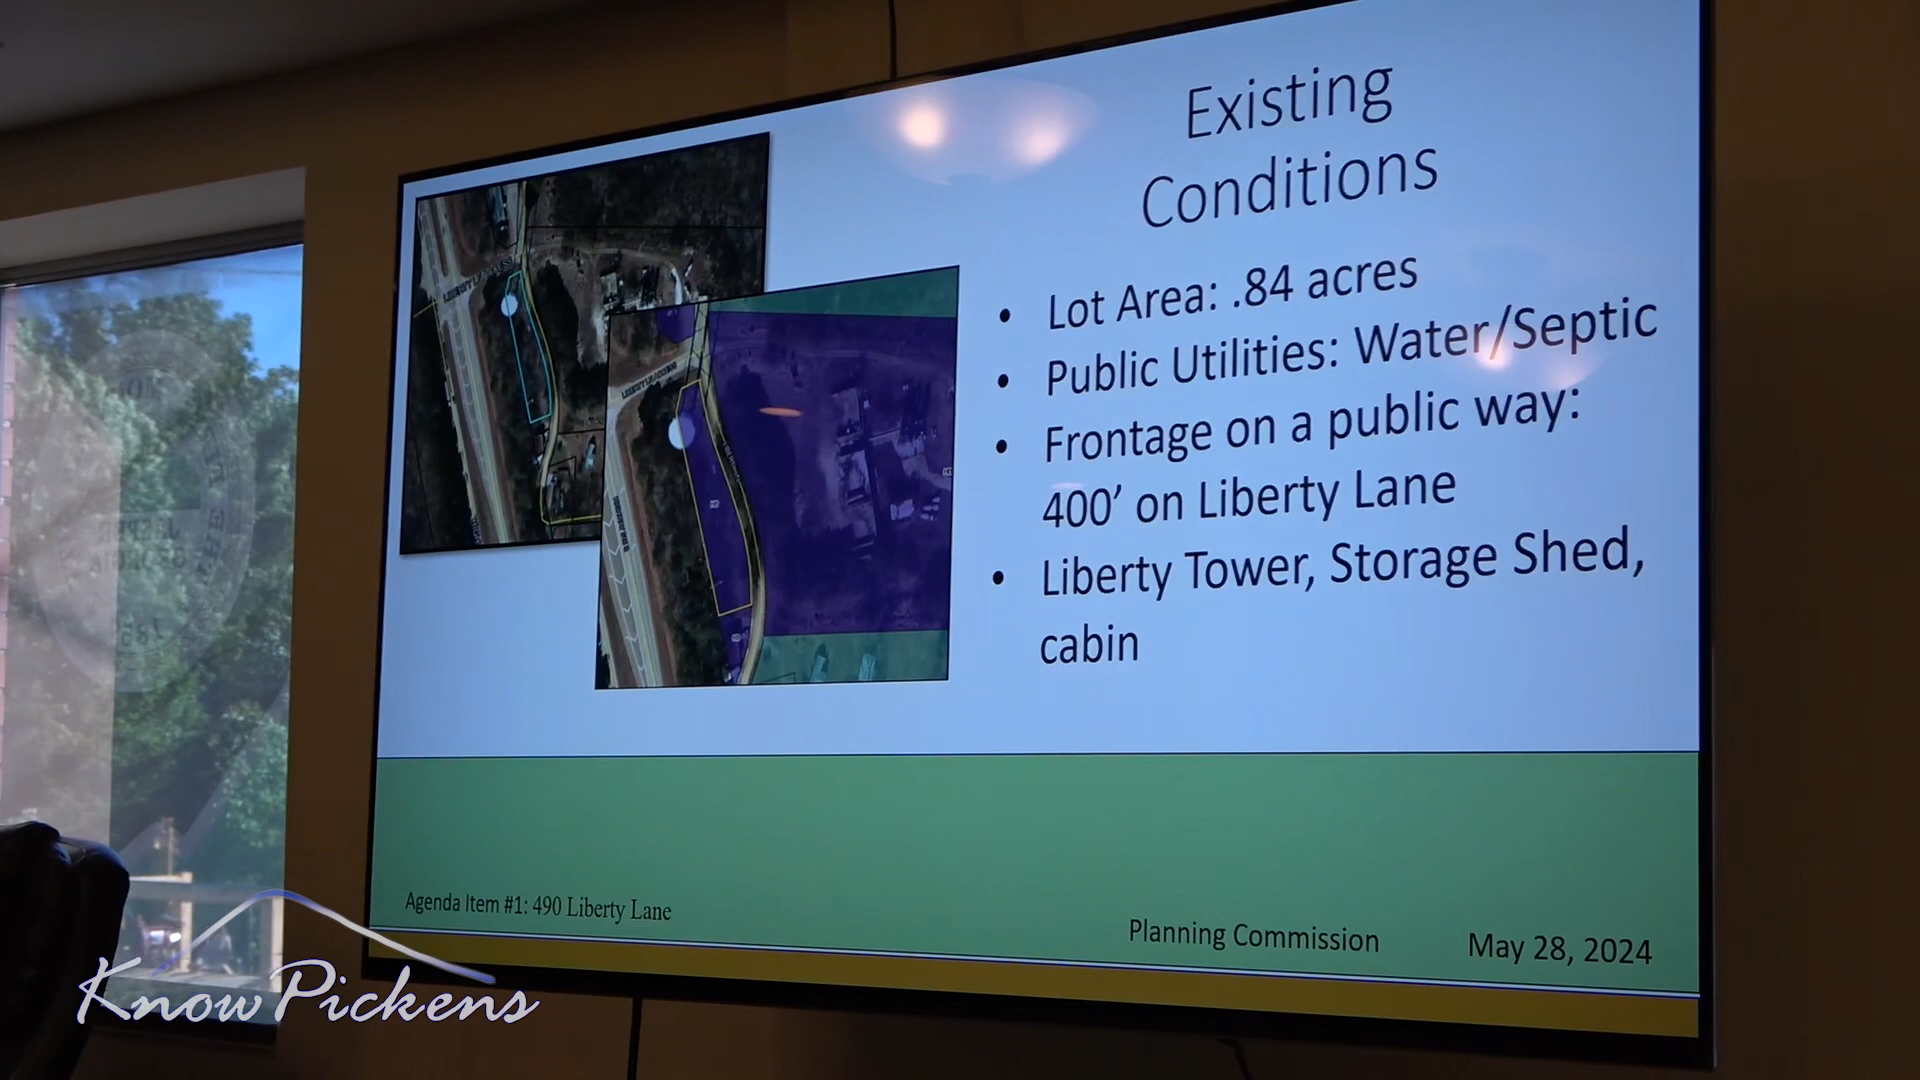 Existing
Conditions
• Lot Area: .84 acres
• Public Utilities: Water/Septic
• Frontage on a public way:
400’ on Liberty Lane
• Liberty Tower, Storage Shed,
cabin
Agenda Item #1: 490 Liberty Lane
Planning Commission
May 28, 2024
KnowPickens